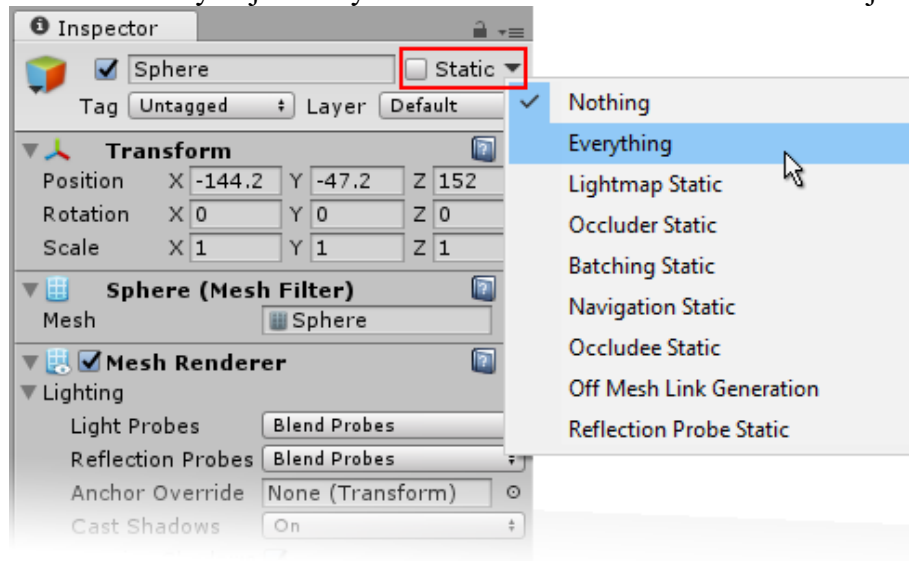 Inspector
Sphere Static
Tag Untagged Layer Default
Transform
Position X -144.2 Y -47.2 Z 152
Rotation X 0 Y 0 Z 0
Scale X 1 Y 1 Z 1
Sphere (Mesh Filter)
Mesh Sphere
Mesh Renderer
Lighting
Light Probes Blend Probes
Reflection Probes Blend Probes
Anchor Override None (Transform)
Cast Shadows On
Nothing
Everything
Lightmap Static
Occluder Static
Batching Static
Navigation Static
Occludee Static
Off Mesh Link Generation
Reflection Probe Static